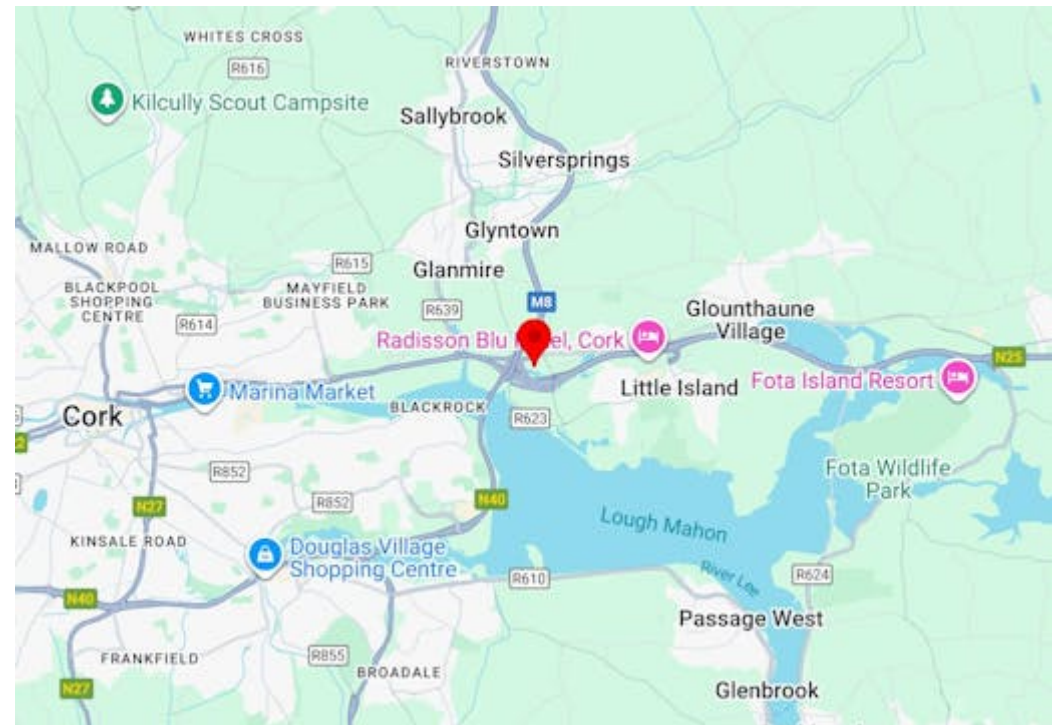 WHITES CROSS
R616
RIVERSTOWN
Kilcully Scout Campsite
Sallybrook
Silversprings
Glyntown
MALLOW ROAD
R615
Glanmire
BLACKPOOL
SHOPPING
CENTRE
MAYFIELD
BUSINESS PARK
M8
R639
Glounthaune
Village
R614
Radisson Blu
el, Cork
N25
Marina Market
Little Island
Fota Island Resort
BLACKROCK
R623
Cork
R852
Fota Wildlife
Park
R852
N40
N27
Lough Mahon
KINSALE ROAD
Douglas Village
Shopping Centre
R610
River Lee
R624
N40
Passage West
FRANKFIELD
R855
BROADALE
N27
Glenbrook